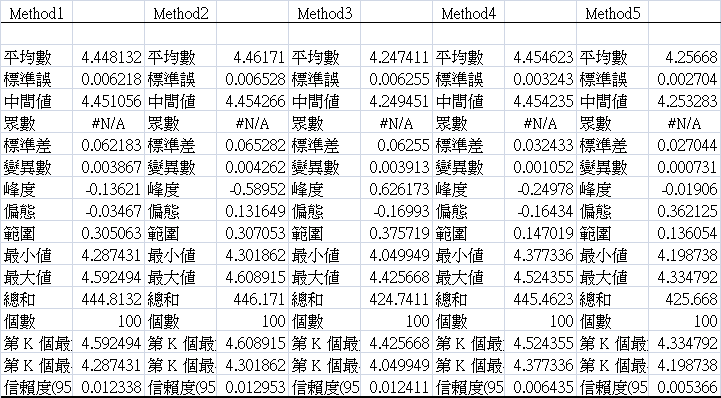 Method1 Method2 Method3 Method4 Method5
平均數 4.448132 平均數 4.46171 平均數 4.247411 平均數 4.454623 平均數 4.25668
標準誤 0.006218 標準誤 0.006528 標準誤 0.006255 標準誤 0.003243 標準誤 0.002704
中間值 4.451056 中間值 4.454266 中間值 4.249451 中間值 4.454235 中間值 4.253283
眾數 #N/A 眾數 #N/A 眾數 #N/A 眾數 #N/A 眾數 #N/A
標準差 0.062183 標準差 0.065282 標準差 0.06255 標準差 0.032433 標準差 0.027044
變異數 0.003867 變異數 0.004262 變異數 0.003913 變異數 0.001052 變異數 0.000731
峰度 -0.13621 峰度 -0.58952 峰度 0.626173 峰度 -0.24978 峰度 -0.01906
偏態 -0.03467 偏態 0.131649 偏態 -0.16993 偏態 -0.16434 偏態 0.362125
範圍 0.305063 範圍 0.307053 範圍 0.375719 範圍 0.147019 範圍 0.136054
最小值 4.287431 最小值 4.301862 最小值 4.049949 最小值 4.377336 最小值 4.198738
最大值 4.592494 最大值 4.608915 最大值 4.425668 最大值 4.524355 最大值 4.334792
總和 444.8132 總和 446.171 總和 424.7411 總和 445.4623 總和 425.668
個數 100 個數 100 個數 100 個數 100 個數 100
第 K 個最 4.592494 第 K 個最 4.608915 第 K 個最 4.425668 第 K 個最 4.524355 第 K 個最 4.334792
第 K 個最 4.287431 第 K 個最 4.301862 第 K 個最 4.049949 第 K 個最 4.377336 第 K 個最 4.198738
信賴度(95 0.012338 信賴度(95 0.012953 信賴度(95 0.012411 信賴度(95 0.006435 信賴度(95 0.005366